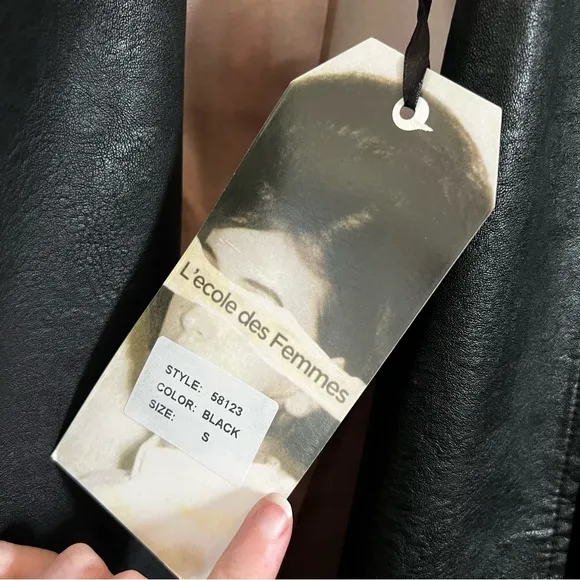 L'ecole des Femmes
STYLE: 58123
COLOR: BLACK
SIZE: S